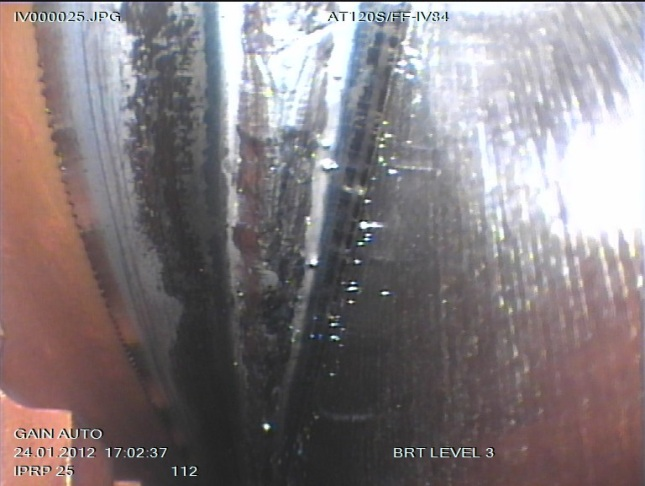 IV000025.JPG AT120S/FF-IV84
GAIN AUTO
24.01.2012 17:02:37 BRT LEVEL 3
IPRP 25 112